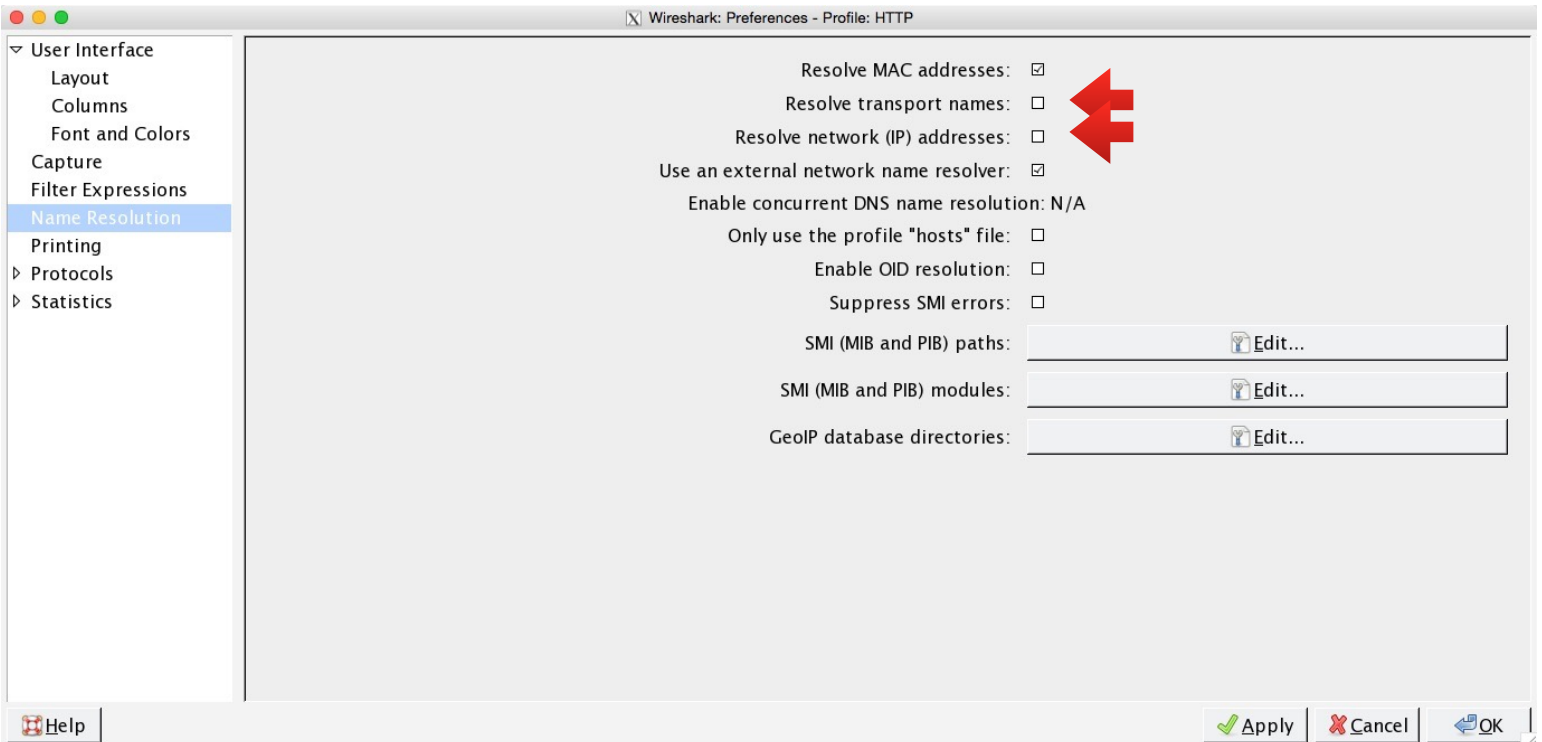 Wireshark: Preferences - Profile: HTTP
User Interface
Layout
Columns
Font and Colors
Capture
Filter Expressions
Name Resolution
Printing
Protocols
Statistics
Resolve MAC addresses:
Resolve transport names:
Resolve network (IP) addresses:
Use an external network name resolver:
Enable concurrent DNS name resolution: N/A
Only use the profile "hosts" file:
Enable OID resolution:
Suppress SMI errors:
SMI (MIB and PIB) paths: Edit...
SMI (MIB and PIB) modules: Edit...
GeoIP database directories: Edit...
Help Apply Cancel OK